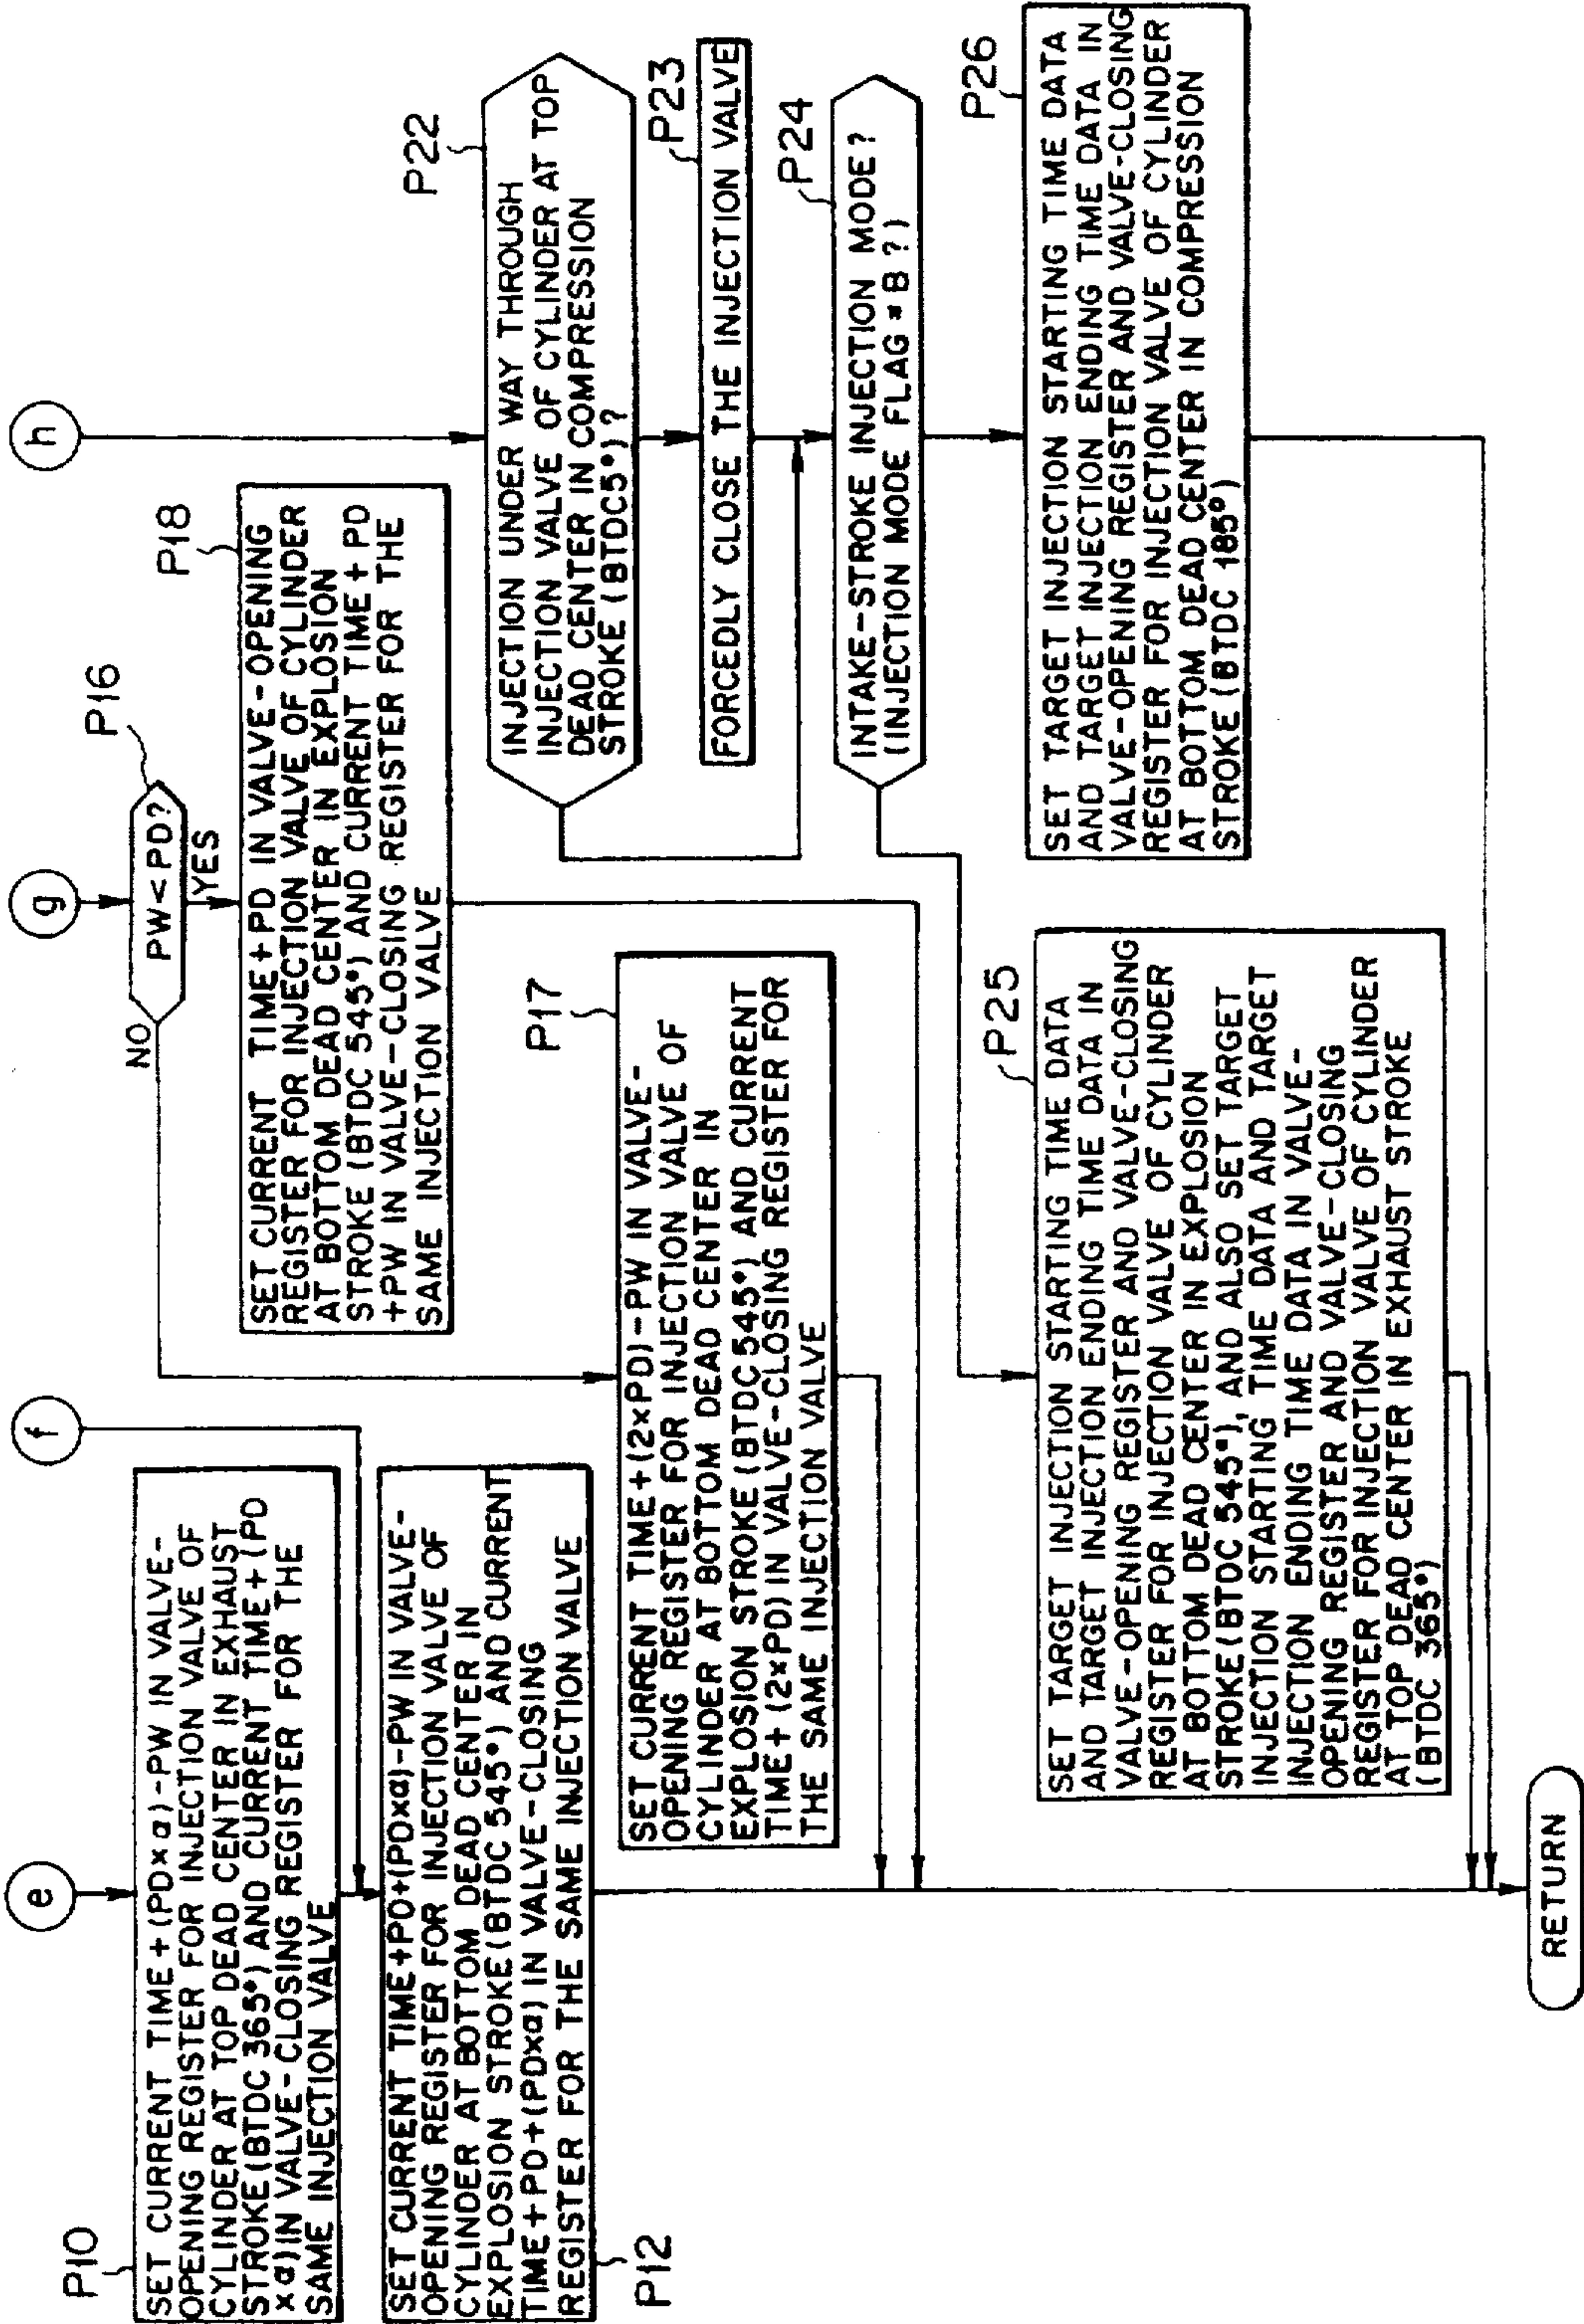 e
P10
SET CURRENT TIME+(PD×α)-PW IN VALVE-
OPENING REGISTER FOR INJECTION VALVE OF
CYLINDER AT TOP DEAD CENTER IN EXHAUST
STROKE(BTDC 365°) AND CURRENT TIME+(PD
×α)IN VALVE-CLOSING REGISTER FOR THE
SAME INJECTION VALVE
f
SET CURRENT TIME+PD+(PD×α)-PW IN VALVE-
OPENING REGISTER FOR INJECTION VALVE OF
CYLINDER AT BOTTOM DEAD CENTER IN
EXPLOSION STROKE(BTDC 545°) AND CURRENT
TIME+PD+(PD×α) IN VALVE-CLOSING
REGISTER FOR THE SAME INJECTION VALVE
P12
g
P16
PW<PD?
NO
YES
P18
SET CURRENT TIME+PD IN VALVE-OPENING
REGISTER FOR INJECTION VALVE OF CYLINDER
AT BOTTOM DEAD CENTER IN EXPLOSION
STROKE (BTDC 545°) AND CURRENT TIME+PD
+PW IN VALVE-CLOSING REGISTER FOR THE
SAME INJECTION VALVE
P17
SET CURRENT TIME+(2×PD)-PW IN VALVE-
OPENING REGISTER FOR INJECTION VALVE OF
CYLINDER AT BOTTOM DEAD CENTER IN
EXPLOSION STROKE(BTDC 545°) AND CURRENT
TIME+(2×PD) IN VALVE-CLOSING REGISTER FOR
THE SAME INJECTION VALVE
h
P22
INJECTION UNDER WAY THROUGH
INJECTION VALVE OF CYLINDER AT TOP
DEAD CENTER IN COMPRESSION
STROKE (BTDC5°)?
P23
FORCEDLY CLOSE THE INJECTION VALVE
P24
INTAKE-STROKE INJECTION MODE?
(INJECTION MODE FLAG=B?)
P25
SET TARGET INJECTION STARTING TIME DATA
AND TARGET INJECTION ENDING TIME DATA IN
VALVE-OPENING REGISTER AND VALVE-CLOSING
REGISTER FOR INJECTION VALVE OF CYLINDER
AT BOTTOM DEAD CENTER IN EXPLOSION
STROKE(BTDC 545°), AND ALSO SET TARGET
INJECTION STARTING TIME DATA AND TARGET
INJECTION ENDING TIME DATA IN VALVE-
OPENING REGISTER AND VALVE-CLOSING
REGISTER FOR INJECTION VALVE OF CYLINDER
AT TOP DEAD CENTER IN EXHAUST STROKE
(BTDC 365°)
P26
SET TARGET INJECTION STARTING TIME DATA
AND TARGET INJECTION ENDING TIME DATA IN
VALVE-OPENING REGISTER AND VALVE-CLOSING
REGISTER FOR INJECTION VALVE OF CYLINDER
AT BOTTOM DEAD CENTER IN COMPRESSION
STROKE (BTDC 185°)
RETURN